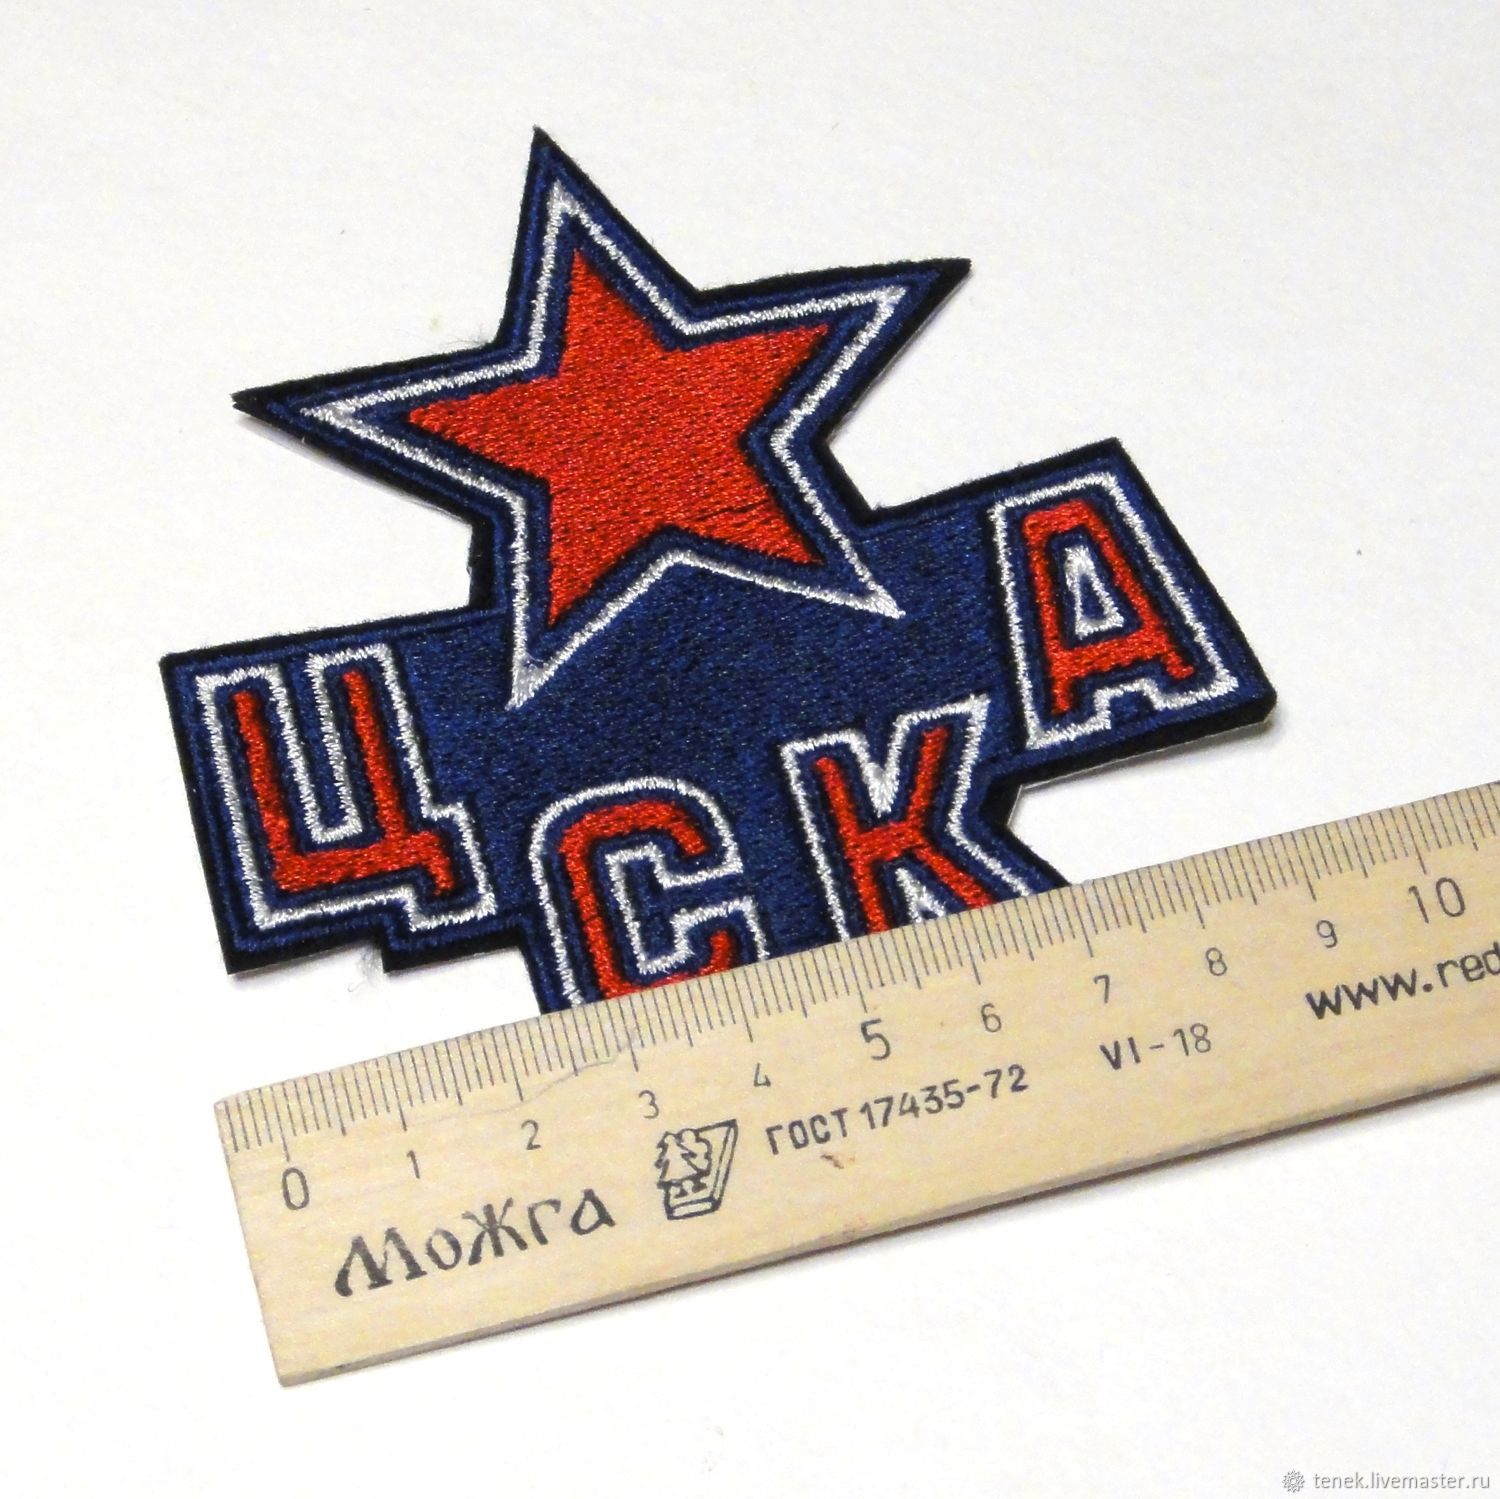 ЦСКА
0 1 2 3 4 5 6 7 8 9 10
Можга ГОСТ 17435-72 VI-18 www.red
tenek.livemaster.ru